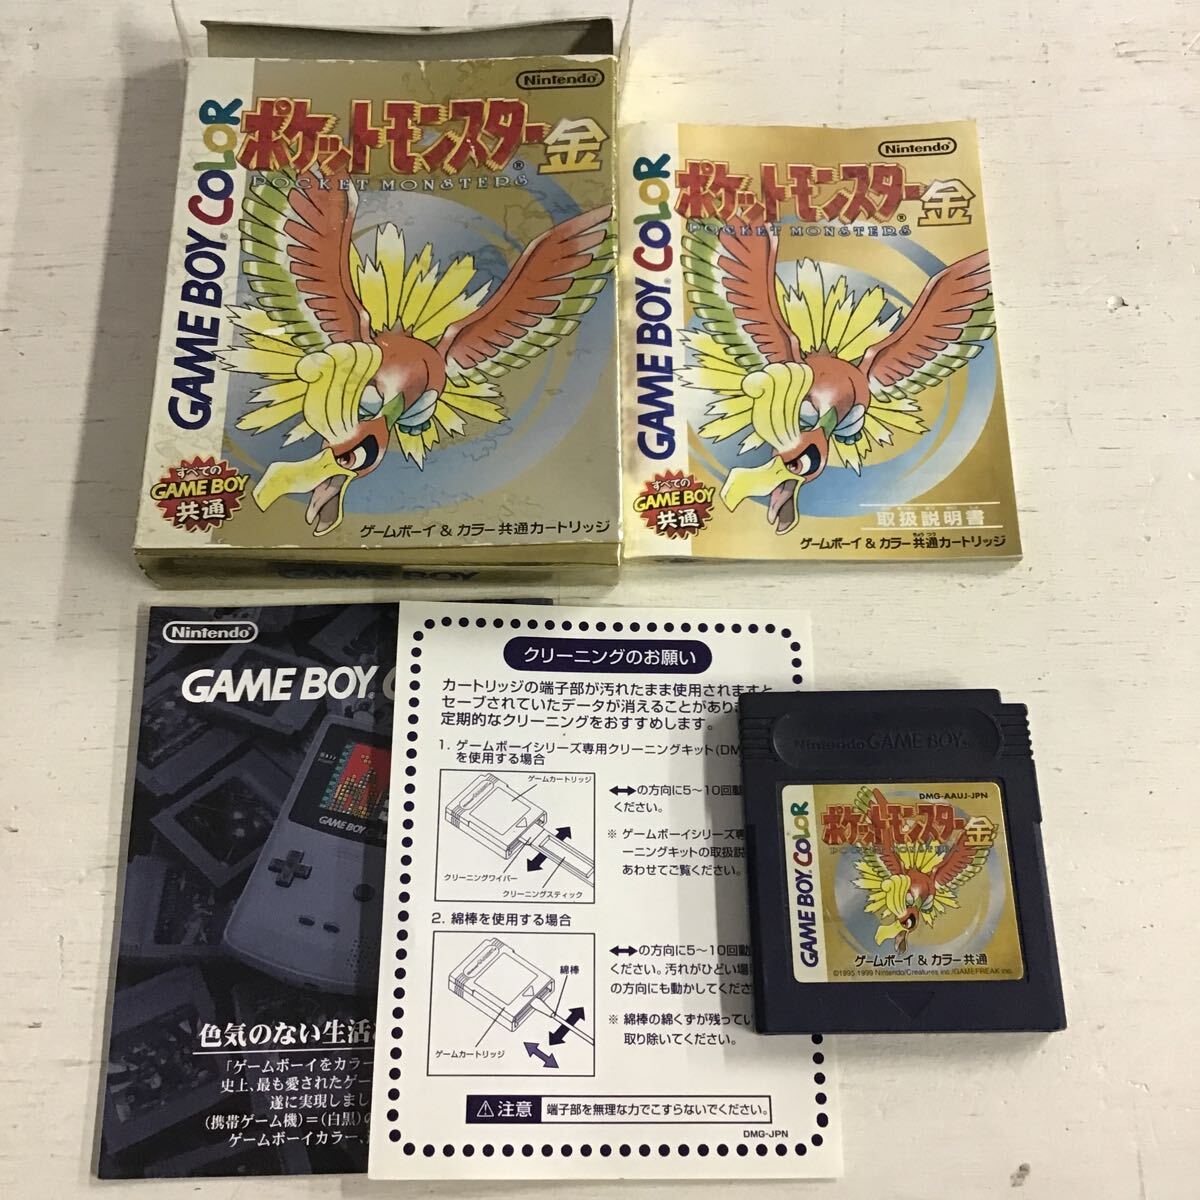 Nintendo
GAME BOY COLOR
ポケットモンスター金
POCKET MONSTERS
すべての
GAME BOY
共通
ゲームボーイ & カラー共通カートリッジ
GAME BOY
Nintendo
GAME BOY COLOR
ポケットモンスター金
POCKET MONSTERS
すべての
GAME BOY
共通
取扱説明書
ゲームボーイ & カラー共通カートリッジ
Nintendo
GAME BOY C
GAME BOY
色気のない生活
「ゲームボーイをカラー
史上、最も愛されたゲー
遂に実現しまし
(携帯ゲーム機)=(白黒)の
ゲームボーイカラー、
クリーニングのお願い
カートリッジの端子部が汚れたまま使用されますと
セーブされていたデータが消えることがあり
定期的なクリーニングをおすすめします。
1. ゲームボーイシリーズ専用クリーニングキット(DM
を使用する場合
ゲームカートリッジ
クリーニングワイパー
クリーニングスティック
の方向に5〜10回動
ください。
※ ゲームボーイシリーズ専
ーニングキットの取扱説
あわせてご覧ください。
2. 綿棒を使用する場合
綿棒
ゲームカートリッジ
の方向に5〜10回動
ください。汚れがひどい場
の方向にも動かしてくださ
※ 綿棒の綿くずが残ってい
取り除いてください。
注意 端子部を無理な力でこすらないでください。
DMG-JPN
Nintendo GAME BOY
DMG-AAUJ-JPN
GAME BOY COLOR
ポケットモンスター金
POCKET MONSTERS
ゲームボーイ & カラー共通
©1995 1999 Nintendo/Creatures inc./GAMEFREAK inc.